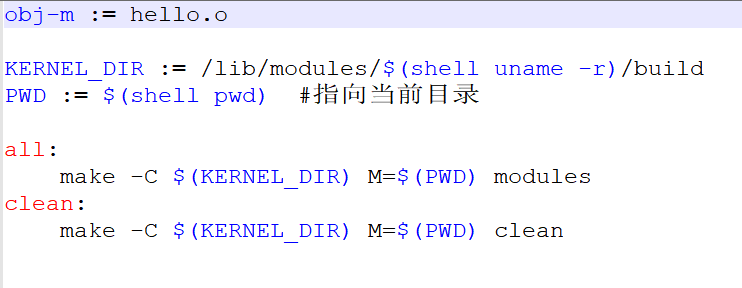 obj-m := hello.o
KERNEL_DIR := /lib/modules/$(shell uname -r)/build
PWD := $(shell pwd)  #指向当前目录
all:
    make -C $(KERNEL_DIR) M=$(PWD) modules
clean:
    make -C $(KERNEL_DIR) M=$(PWD) clean